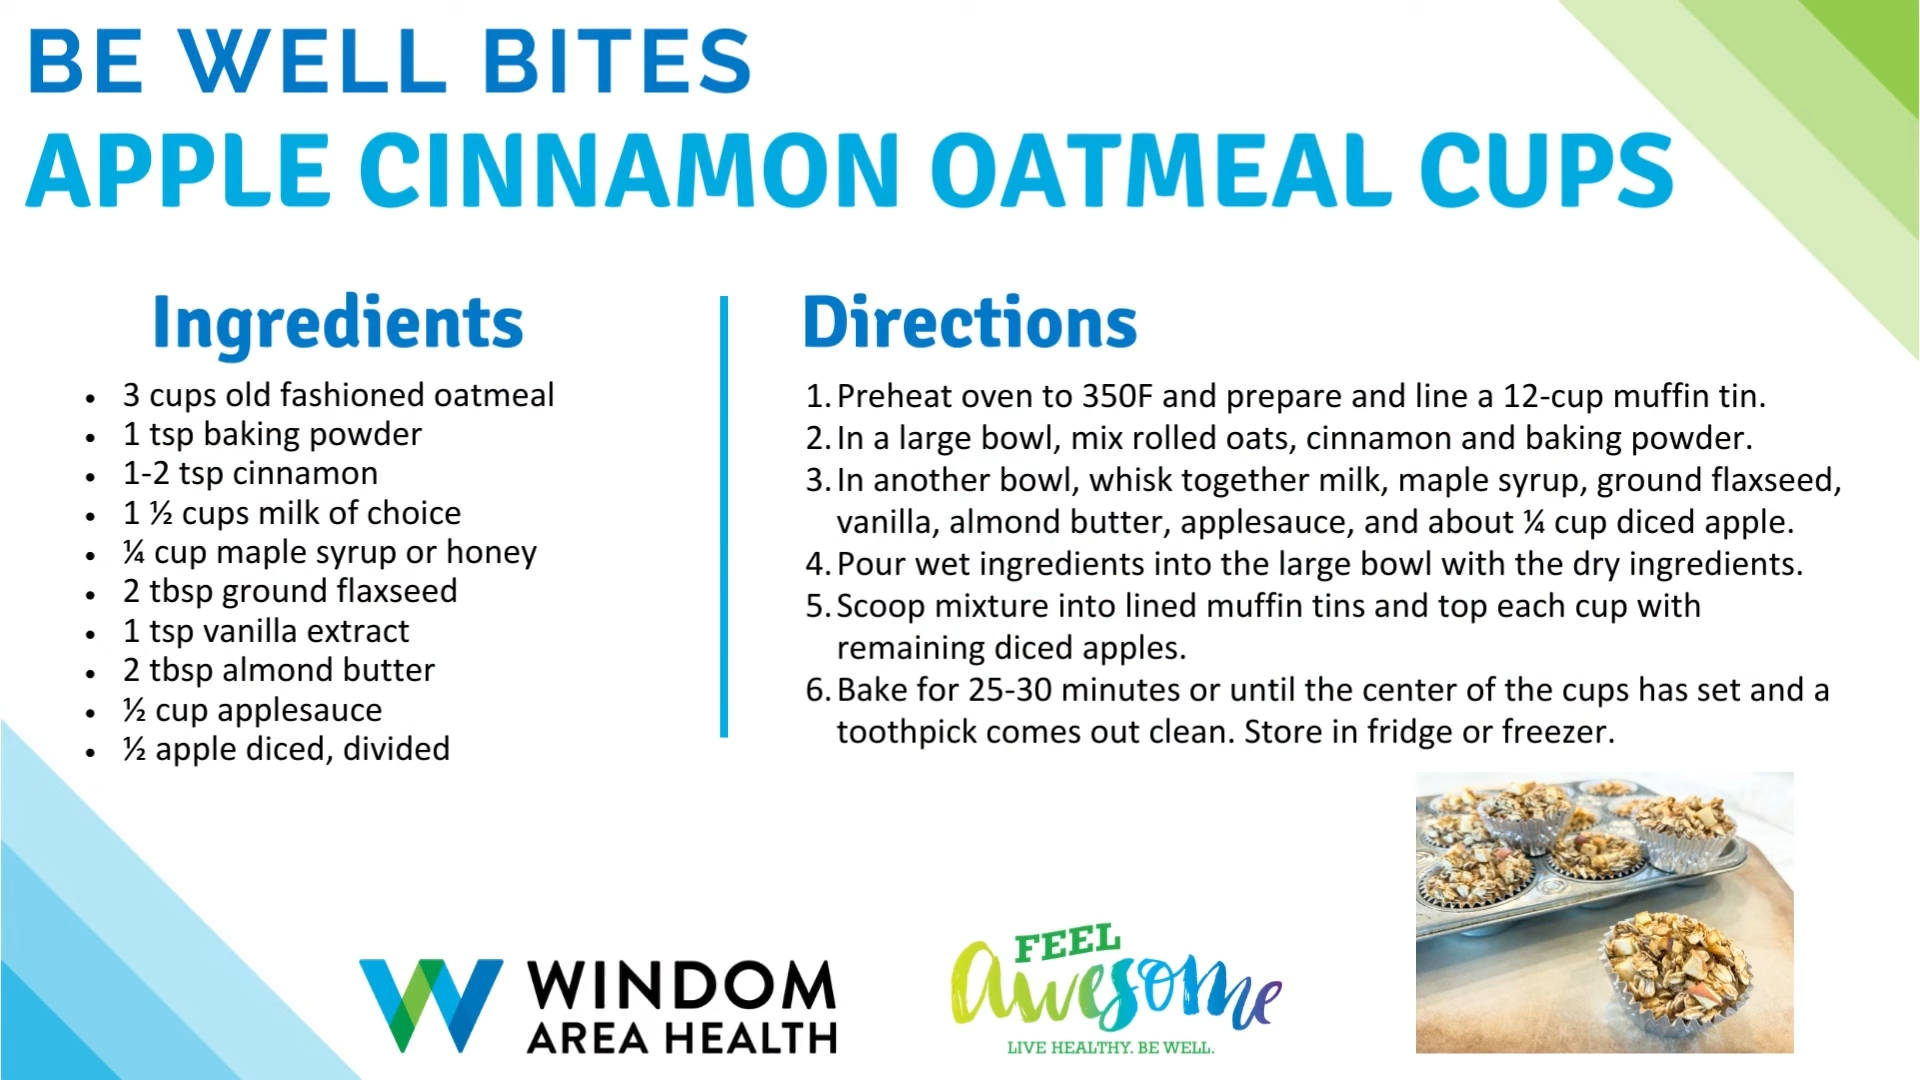 BE WELL BITES
APPLE CINNAMON OATMEAL CUPS
Ingredients
• 3 cups old fashioned oatmeal
• 1 tsp baking powder
• 1-2 tsp cinnamon
• 1 ½ cups milk of choice
• ¼ cup maple syrup or honey
• 2 tbsp ground flaxseed
• 1 tsp vanilla extract
• 2 tbsp almond butter
• ½ cup applesauce
• ½ apple diced, divided
Directions
1. Preheat oven to 350F and prepare and line a 12-cup muffin tin.
2. In a large bowl, mix rolled oats, cinnamon and baking powder.
3. In another bowl, whisk together milk, maple syrup, ground flaxseed,
vanilla, almond butter, applesauce, and about ¼ cup diced apple.
4. Pour wet ingredients into the large bowl with the dry ingredients.
5. Scoop mixture into lined muffin tins and top each cup with
remaining diced apples.
6. Bake for 25-30 minutes or until the center of the cups has set and a
toothpick comes out clean. Store in fridge or freezer.
WINDOM
AREA HEALTH
FEEL
awesome
LIVE HEALTHY. BE WELL.